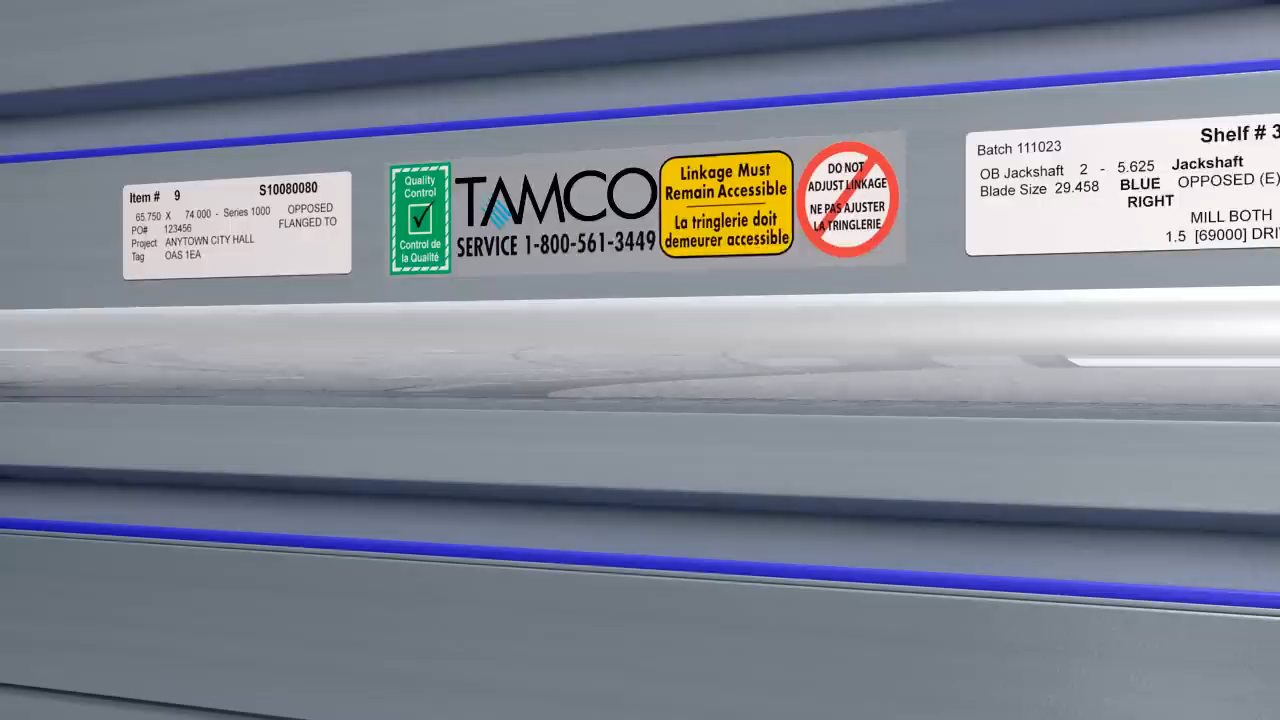 Item # 9 S10080080
65.750 X 74.000 - Series 1000 OPPOSED
PO# 123456 FLANGED TO
Project ANYTOWN CITY HALL
Tag OAS 1EA
Quality
Control
Control de
la Qualité
TAMCO
SERVICE 1-800-561-3449
Linkage Must
Remain Accessible
La tringlerie doit
demeurer accessible
DO NOT
ADJUST LINKAGE
NE PAS AJUSTER
LA TRINGLERIE
Batch 111023 Shelf # 3
OB Jackshaft 2 - 5.625 Jackshaft
Blade Size 29.458 BLUE OPPOSED (E)
RIGHT
MILL BOTH
1.5 [69000]